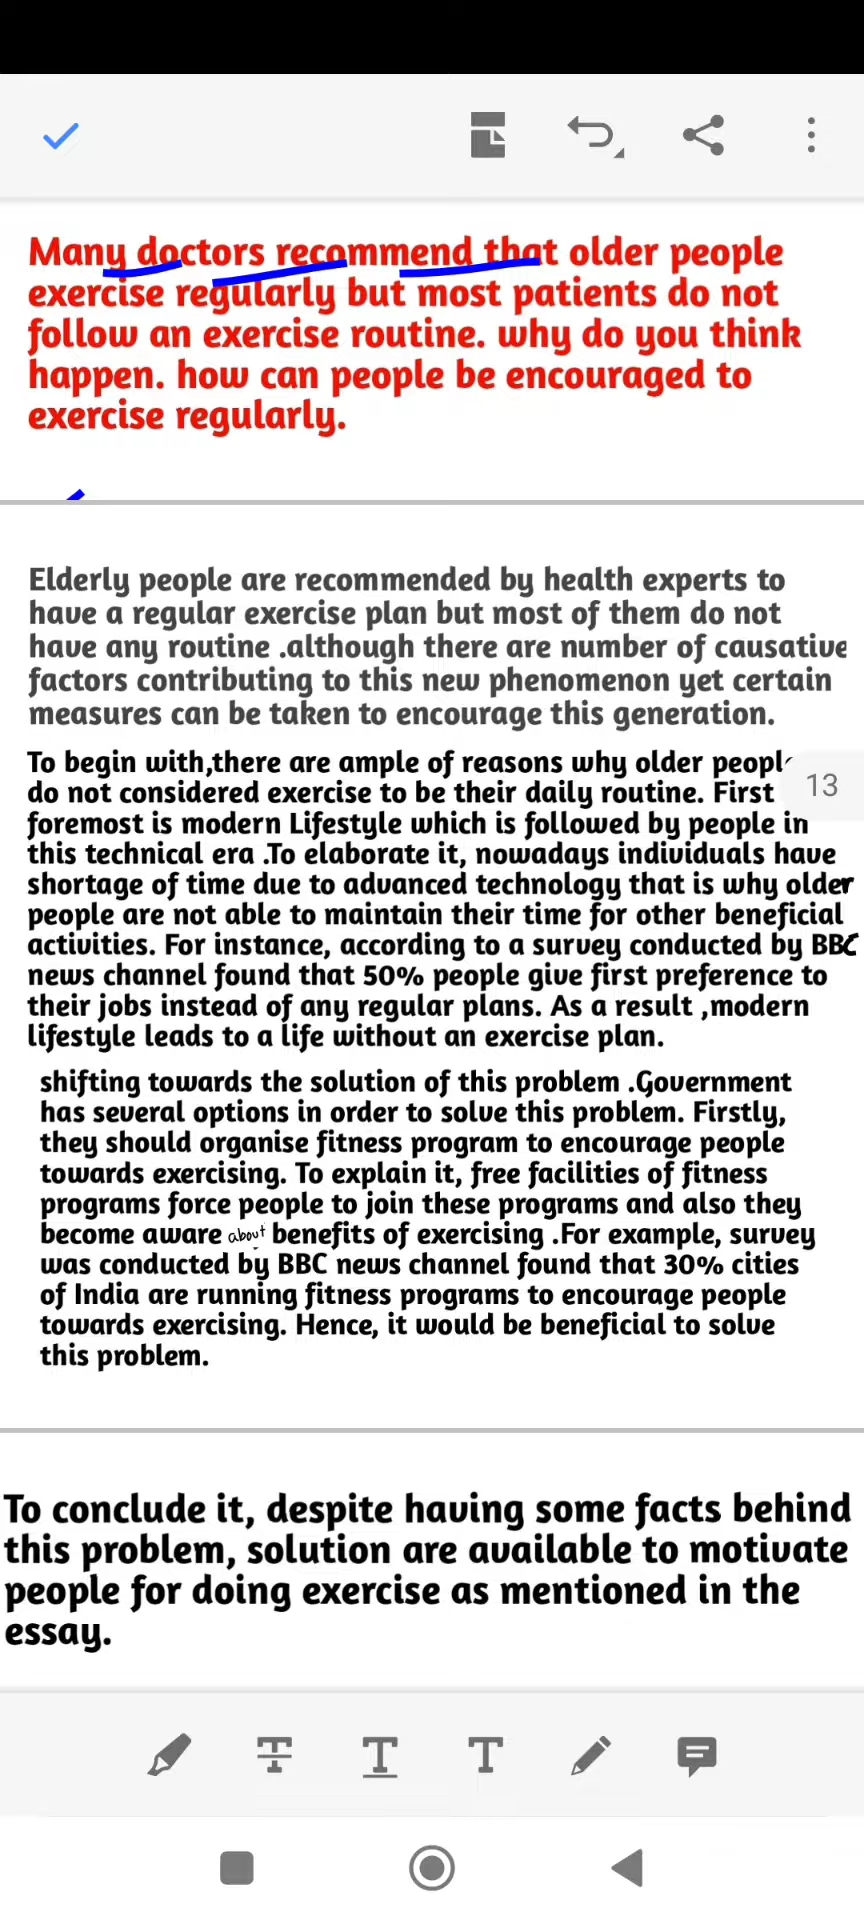 Many doctors recommend that older people
exercise regularly but most patients do not
follow an exercise routine. why do you think
happen. how can people be encouraged to
exercise regularly.
Elderly people are recommended by health experts to
have a regular exercise plan but most of them do not
have any routine .although there are number of causative
factors contributing to this new phenomenon yet certain
measures can be taken to encourage this generation.
To begin with,there are ample of reasons why older people
do not considered exercise to be their daily routine. First
13
foremost is modern Lifestyle which is followed by people in
this technical era .To elaborate it, nowadays individuals have
shortage of time due to advanced technology that is why older
people are not able to maintain their time for other beneficial
activities. For instance, according to a survey conducted by BBC
news channel found that 50% people give first preference to
their jobs instead of any regular plans. As a result ,modern
lifestyle leads to a life without an exercise plan.
shifting towards the solution of this problem .Government
has several options in order to solve this problem. Firstly,
they should organise fitness program to encourage people
towards exercising. To explain it, free facilities of fitness
programs force people to join these programs and also they
become aware about benefits of exercising .For example, survey
was conducted by BBC news channel found that 30% cities
of India are running fitness programs to encourage people
towards exercising. Hence, it would be beneficial to solve
this problem.
To conclude it, despite having some facts behind
this problem, solution are available to motivate
people for doing exercise as mentioned in the
essay.